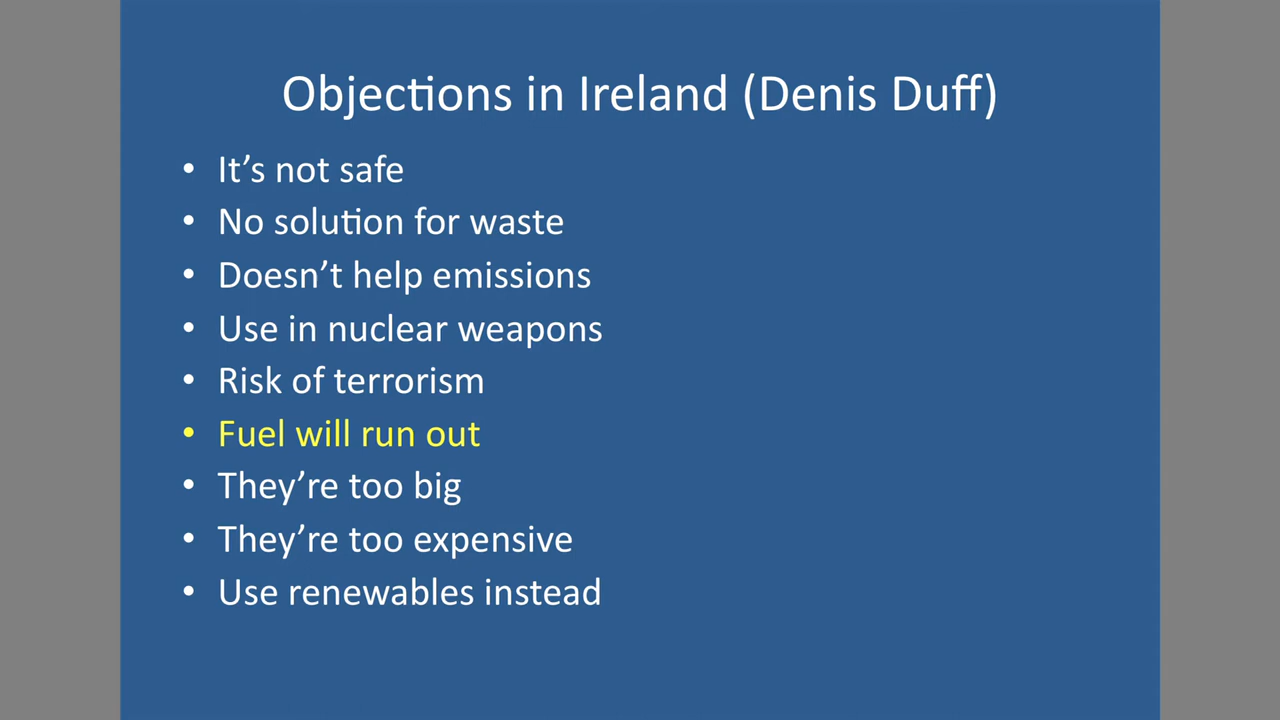 Objections in Ireland (Denis Duff)
• It’s not safe
• No solution for waste
• Doesn’t help emissions
• Use in nuclear weapons
• Risk of terrorism
• Fuel will run out
• They’re too big
• They’re too expensive
• Use renewables instead